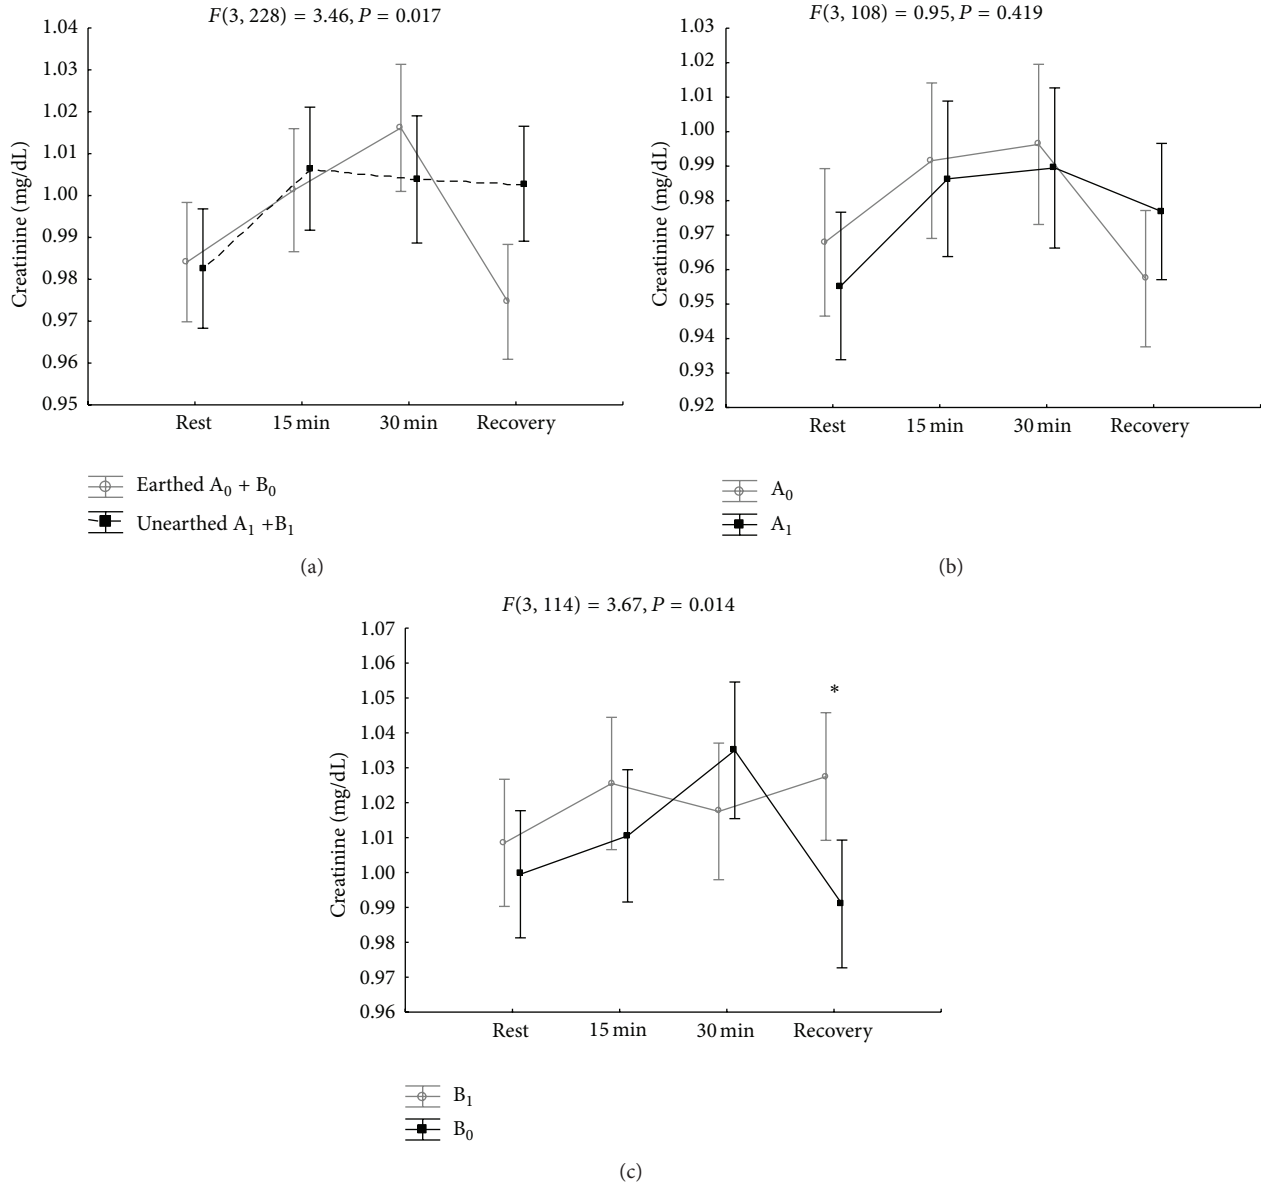 F(3, 228) = 3.46, P = 0.017
1.04
1.03
1.02
1.01
1.00
0.99
0.98
0.97
0.96
0.95
Creatinine (mg/dL)
Rest 15 min 30 min Recovery
Earthed A0 + B0
Unearthed A1 +B1
(a)
F(3, 108) = 0.95, P = 0.419
1.03
1.02
1.01
1.00
0.99
0.98
0.97
0.96
0.95
0.94
0.93
0.92
Creatinine (mg/dL)
Rest 15 min 30 min Recovery
A0
A1
(b)
F(3, 114) = 3.67, P = 0.014
1.07
1.06
1.05
1.04
1.03
1.02
1.01
1.00
0.99
0.98
0.97
0.96
Creatinine (mg/dL)
*
Rest 15 min 30 min Recovery
B1
B0
(c)